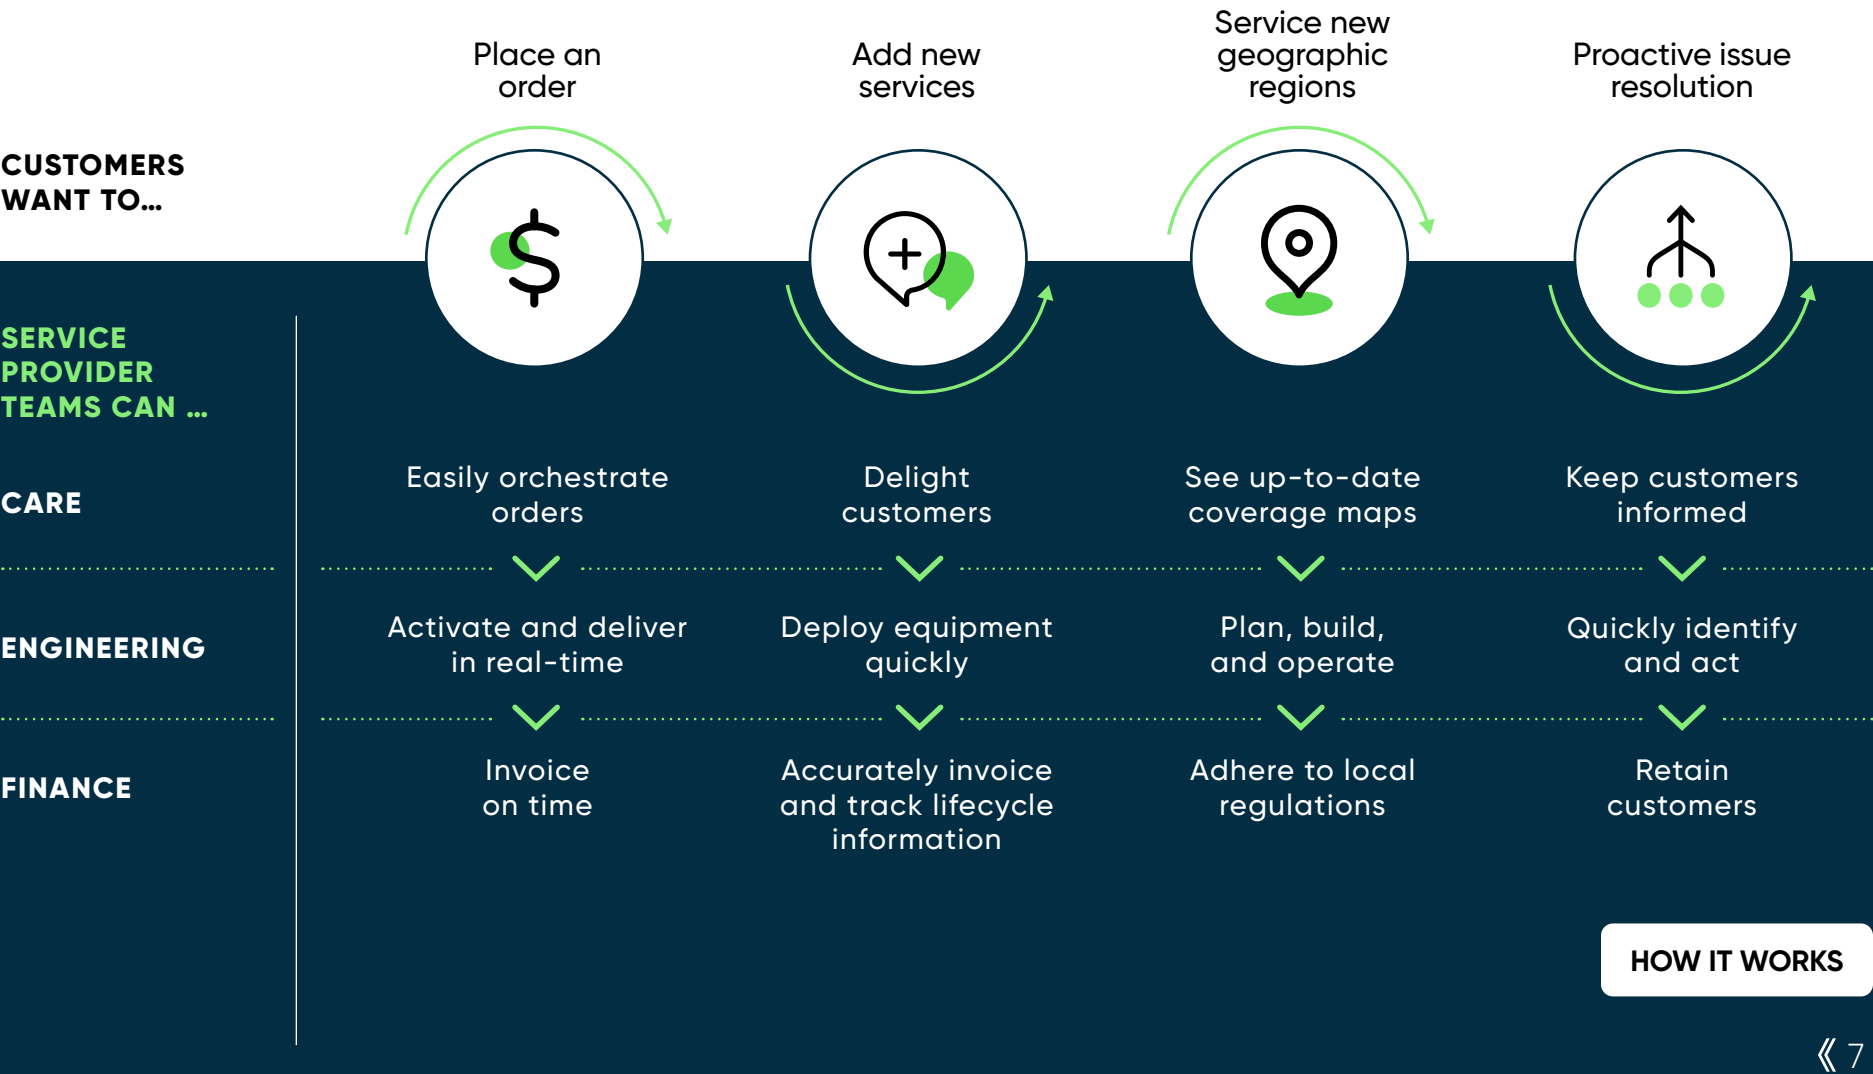 Place an
order
Add new
services
Service new
geographic
regions
Proactive issue
resolution
CUSTOMERS
WANT TO...
SERVICE
PROVIDER
TEAMS CAN ...
CARE
Easily orchestrate
orders
Delight
customers
See up-to-date
coverage maps
Keep customers
informed
ENGINEERING
Activate and deliver
in real-time
Deploy equipment
quickly
Plan, build,
and operate
Quickly identify
and act
FINANCE
Invoice
on time
Accurately invoice
and track lifecycle
information
Adhere to local
regulations
Retain
customers
HOW IT WORKS
7